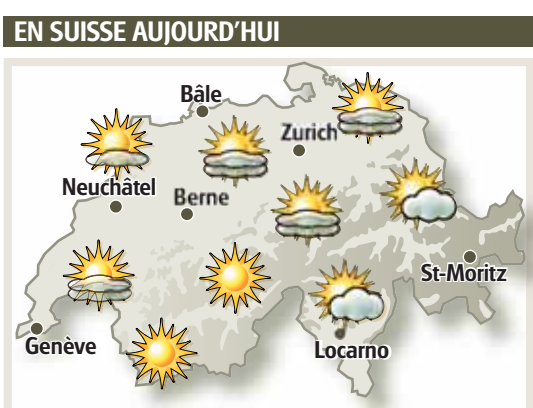 EN SUISSE AUJOURD'HUI
Bâle
Zurich
Neuchâtel
Berne
St-Moritz
Genève
Locarno